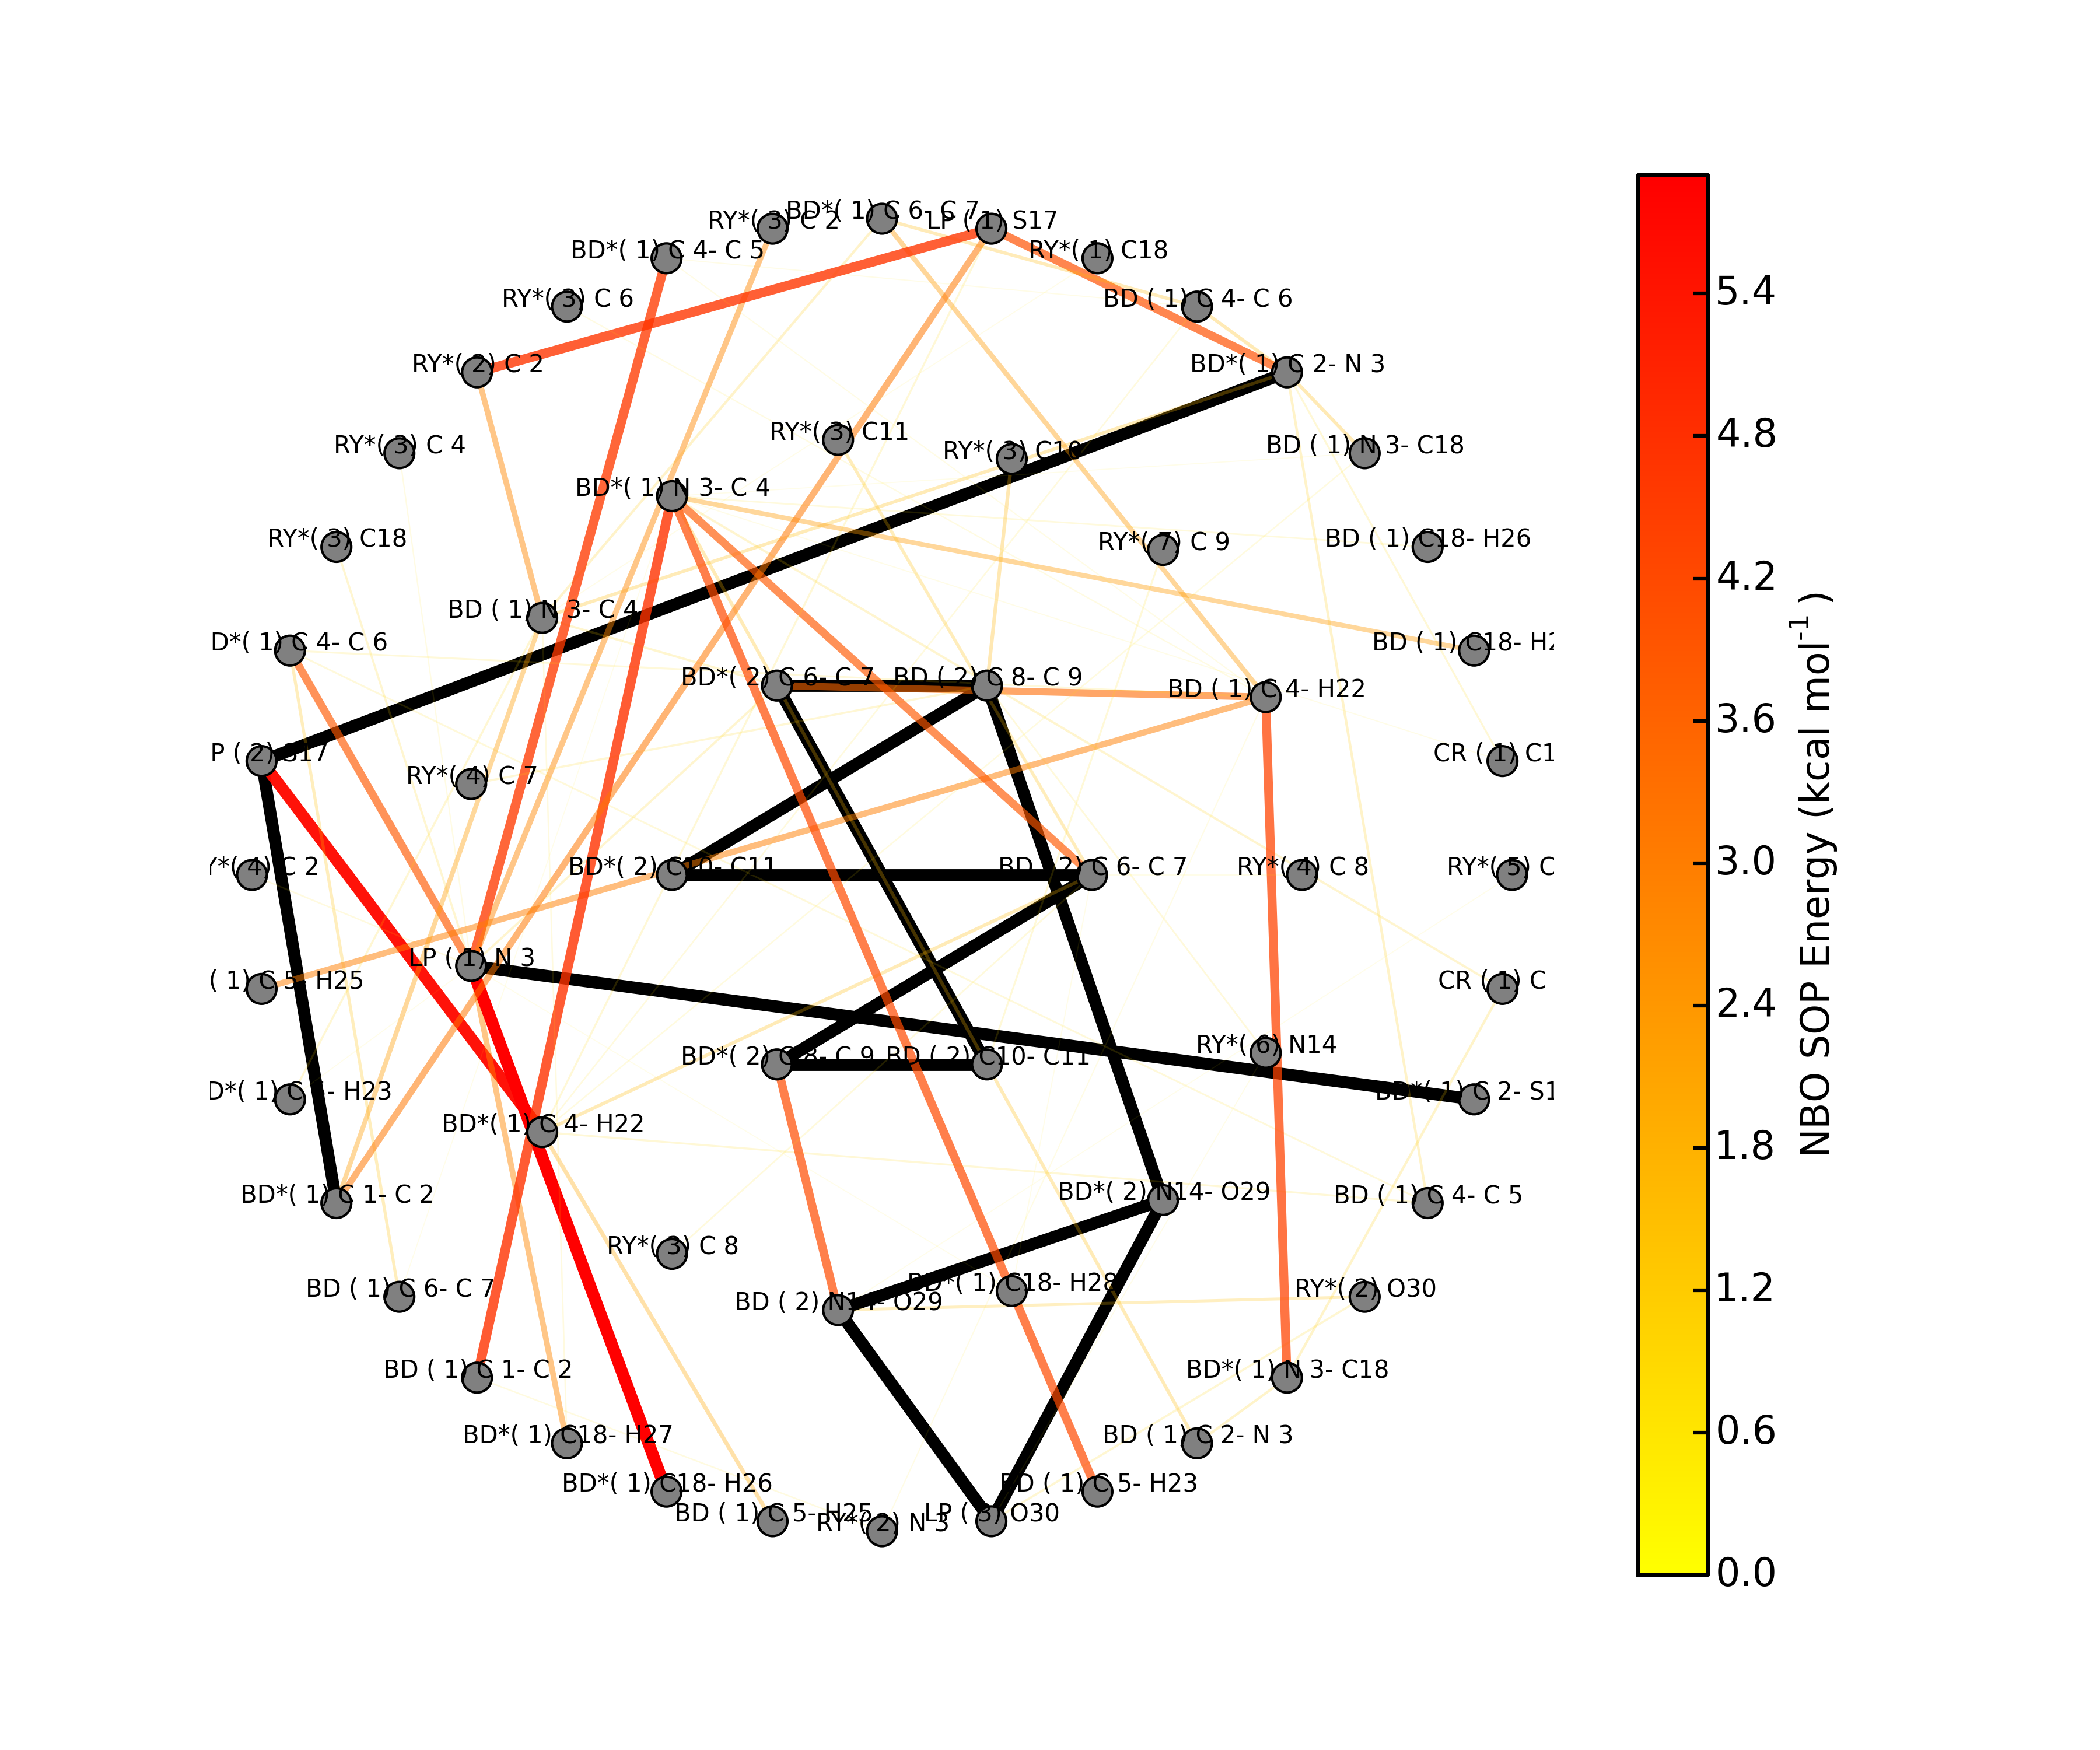 BD*( 1) C 6- C 7
RY*( 3) C 2
LP ( 1) S17
BD*( 1) C 4- C 5
RY*( 1) C18
RY*( 3) C 6
BD ( 1) C 4- C 6
RY*( 2) C 2
BD*( 1) C 2- N 3
RY*( 3) C11
RY*( 3) C 4
RY*( 3) C10
BD ( 1) N 3- C18
BD*( 1) N 3- C 4
RY*( 3) C18
RY*( 7) C 9
BD ( 1) C18- H26
BD ( 1) N 3- C 4
D*( 1) C 4- C 6
BD ( 1) C18- H2
BD*( 2) C 6- C 7
BD ( 2) C 8- C 9
BD ( 1) C 4- H22
P ( 2) S17
RY*( 4) C 7
CR ( 1) C1
Y*( 4) C 2
BD*( 2) C10- C11
BD ( 2) C 6- C 7
RY*( 4) C 8
RY*( 5) C
LP ( 1) N 3
( 1) C 5- H25
CR ( 1) C
BD*( 2) C 8- C 9
BD ( 2) C10- C11
RY*( 6) N14
D*( 1) C 5- H23
BD*( 1) C 2- S1
BD*( 1) C 4- H22
BD*( 1) C 1- C 2
BD*( 2) N14- O29
BD ( 1) C 4- C 5
RY*( 3) C 8
BD ( 1) C 6- C 7
BD ( 2) N14- O29
BD*( 1) C18- H28
RY*( 2) O30
BD ( 1) C 1- C 2
BD*( 1) N 3- C18
BD*( 1) C18- H27
BD ( 1) C 2- N 3
BD*( 1) C18- H26
BD ( 1) C 5- H23
BD ( 1) C 5- H25
RY*( 2) N 3
LP ( 3) O30
5.4
4.8
4.2
3.6
3.0
2.4
1.8
1.2
0.6
0.0
NBO SOP Energy (kcal mol-1 )